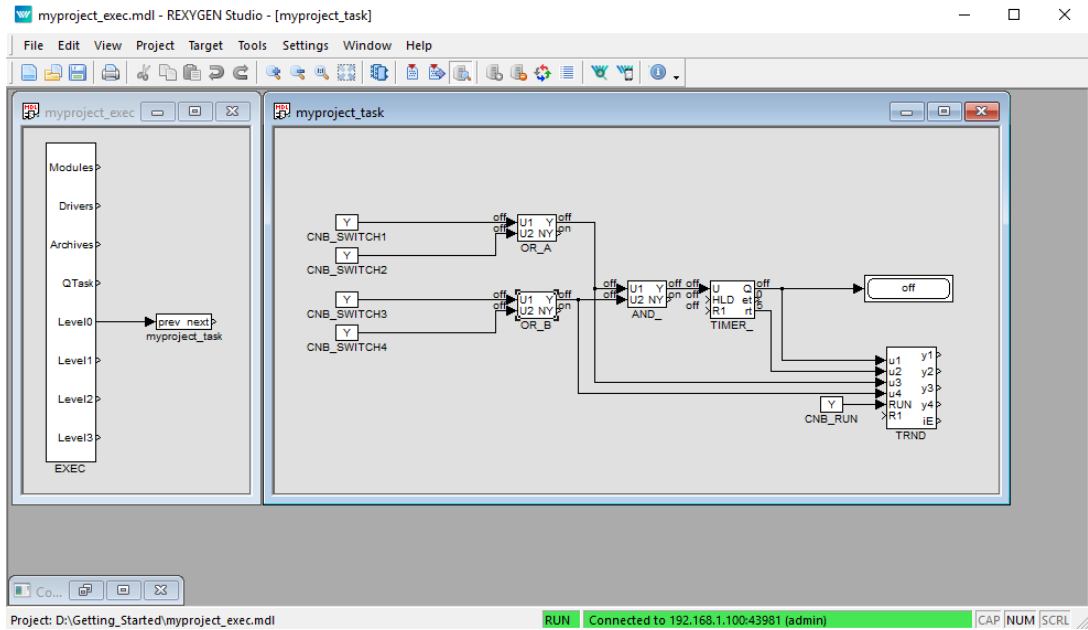 myproject_exec.mdl - REXYGEN Studio - [myproject_task]
File Edit View Project Target Tools Settings Window Help
myproject_exec
Modules
Drivers
Archives
QTask
Level0
Level1
Level2
Level3
EXEC
prev next
myproject_task
myproject_task
Y
CNB_SWITCH1
Y
CNB_SWITCH2
off U1 Y off
off U2 NY on
OR_A
Y
CNB_SWITCH3
Y
CNB_SWITCH4
off U1 Y off
off U2 NY on
OR_B
off U1 Y off
off U2 NY on
AND_
off U Q off
off HLD et 0
off R1 rt 0
TIMER_
off
Y
CNB_RUN
u1 y1
u2 y2
u3 y3
u4
RUN y4
R1 iE
TRND
Co...
Project: D:\Getting_Started\myproject_exec.mdl RUN Connected to 192.168.1.100:43981 (admin) CAP NUM SCRL